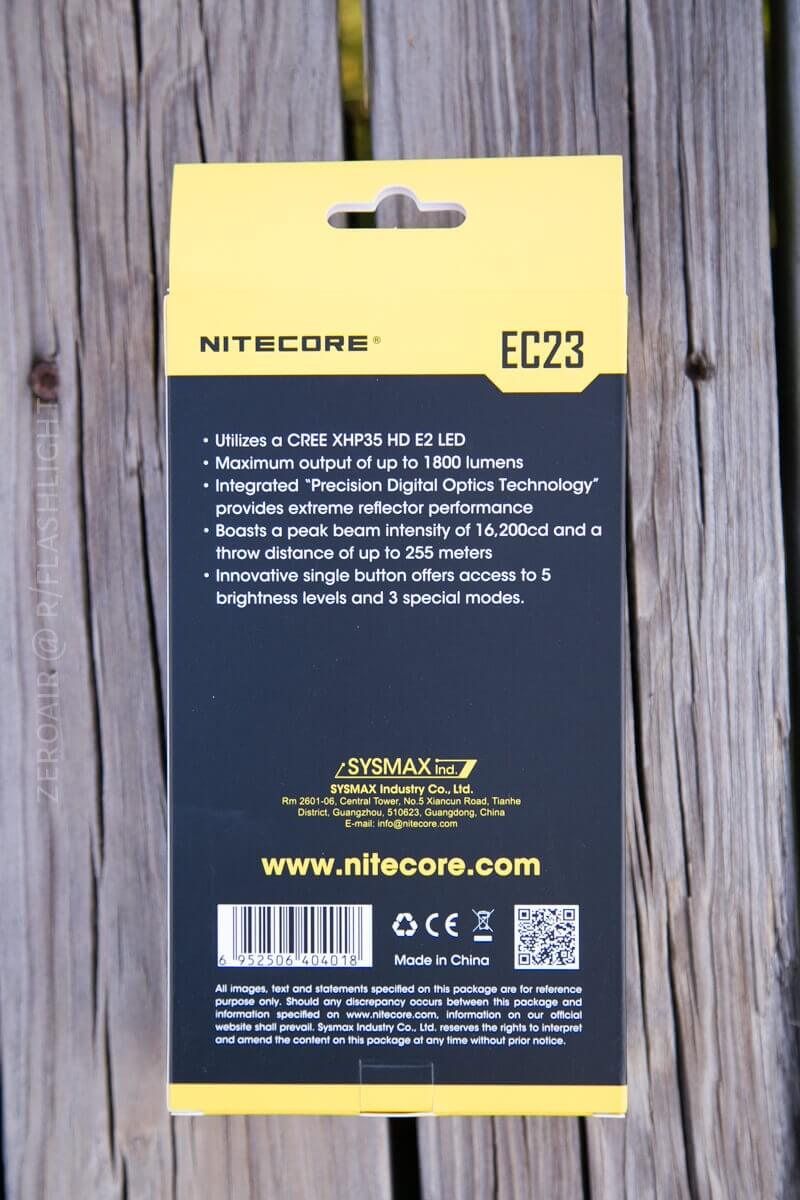 NITECORE®
EC23
• Utilizes a CREE XHP35 HD E2 LED
• Maximum output of up to 1800 lumens
• Integrated “Precision Digital Optics Technology”
provides extreme reflector performance
• Boasts a peak beam intensity of 16,200cd and a
throw distance of up to 255 meters
• Innovative single button offers access to 5
brightness levels and 3 special modes.
SYSMAX ind.
SYSMAX Industry Co., Ltd.
Rm 2601-06, Central Tower, No.5 Xiancun Road, Tianhe
District, Guangzhou, 510623, Guangdong, China
E-mail: info@nitecore.com
www.nitecore.com
6 952506 404018
CE
Made in China
All images, text and statements specified on this package are for reference
purpose only. Should any discrepancy occurs between this package and
information specified on www.nitecore.com, information on our official
website shall prevail. Sysmax Industry Co., Ltd. reserves the rights to interpret
and amend the content on this package at any time without prior notice.
ZEROAIR @ R/FLASHLIGHT